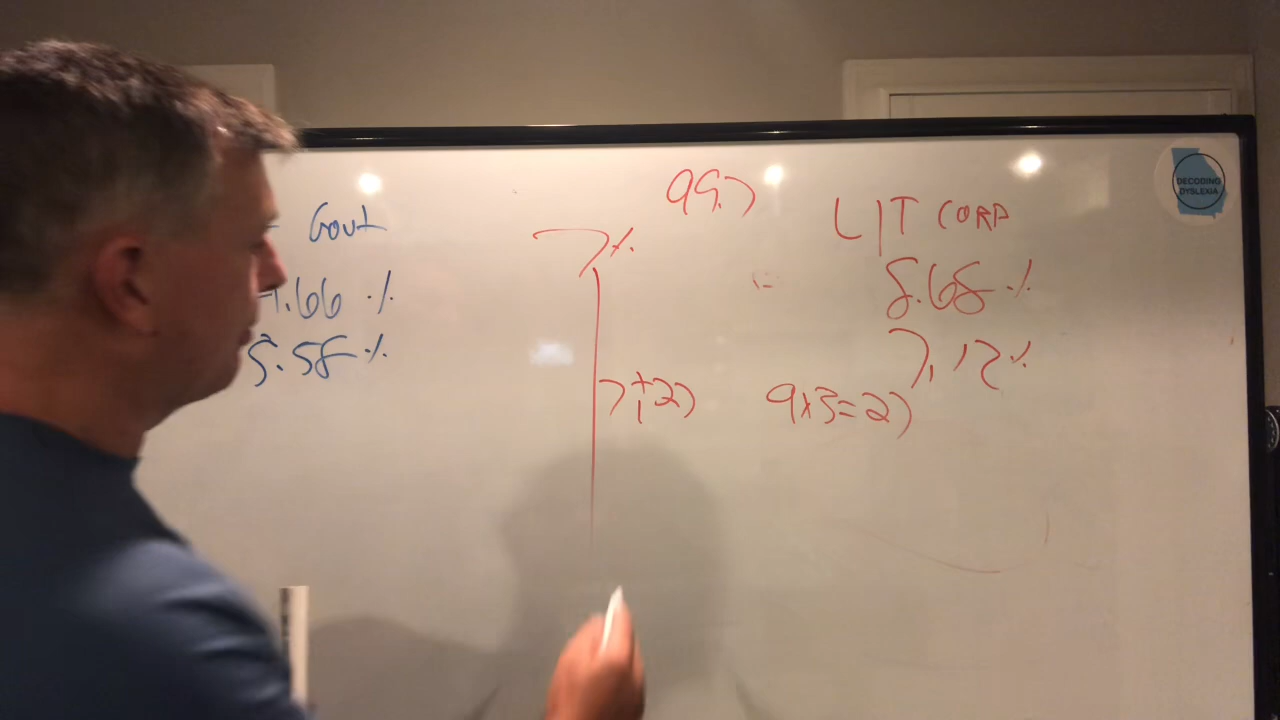 99.7
Govt
7%
LIT CORP
.66 %
8.68 %
5.58 %
7.12%
7 + 27
9x3=27
DECODING
DYSLEXIA